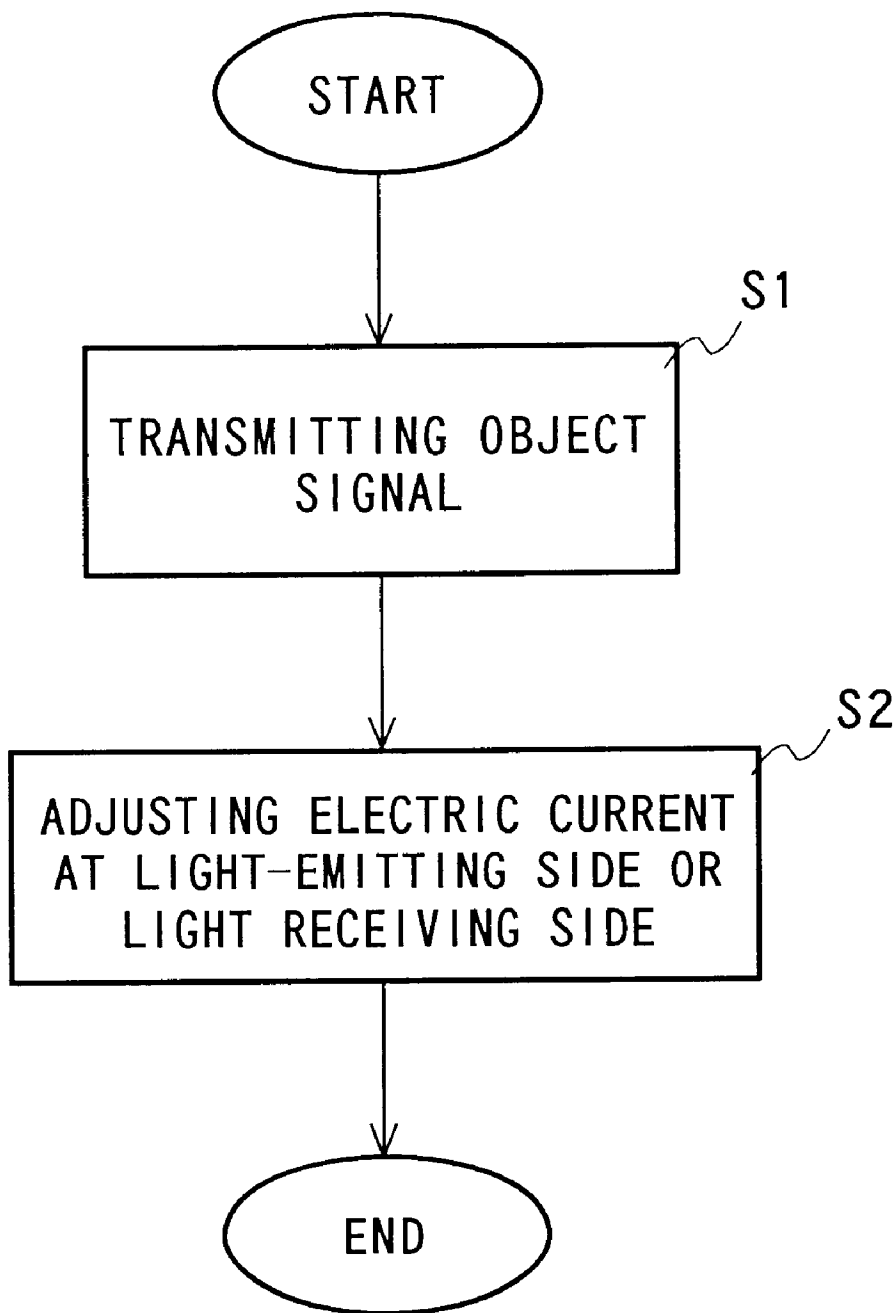 START
S1
TRANSMITTING OBJECT
SIGNAL
S2
ADJUSTING ELECTRIC CURRENT
AT LIGHT-EMITTING SIDE OR
LIGHT RECEIVING SIDE
END